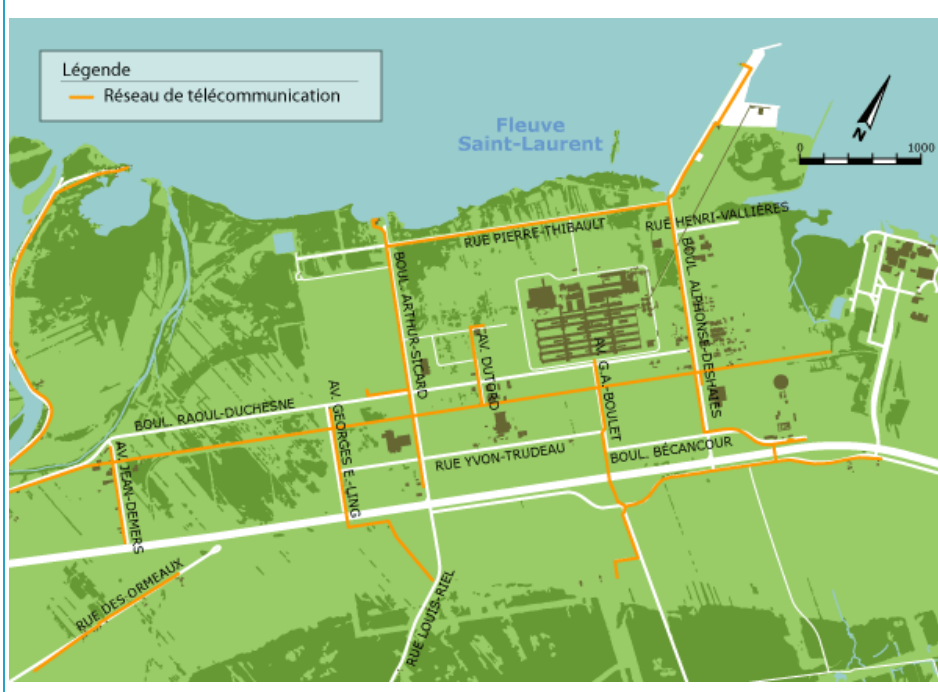 Légende
Réseau de télécommunication
Fleuve
Saint-Laurent
N
0
1000
RUE HENRI-VALLIÈRES
RUE PIERRE-THIBAULT
BOUL. ARTHUR-SICARD
BOUL. ALPHONSE-DESHAIES
AV. DUTORD
AV. G.A.-BOULET
BOUL. RAOUL-DUCHESNE
AV. GEORGES E.-LING
RUE YVON-TRUDEAU
BOUL. BÉCANCOUR
AV. JEAN-DEMERS
RUE DES ORMEAUX
RUE LOUIS-RIEL